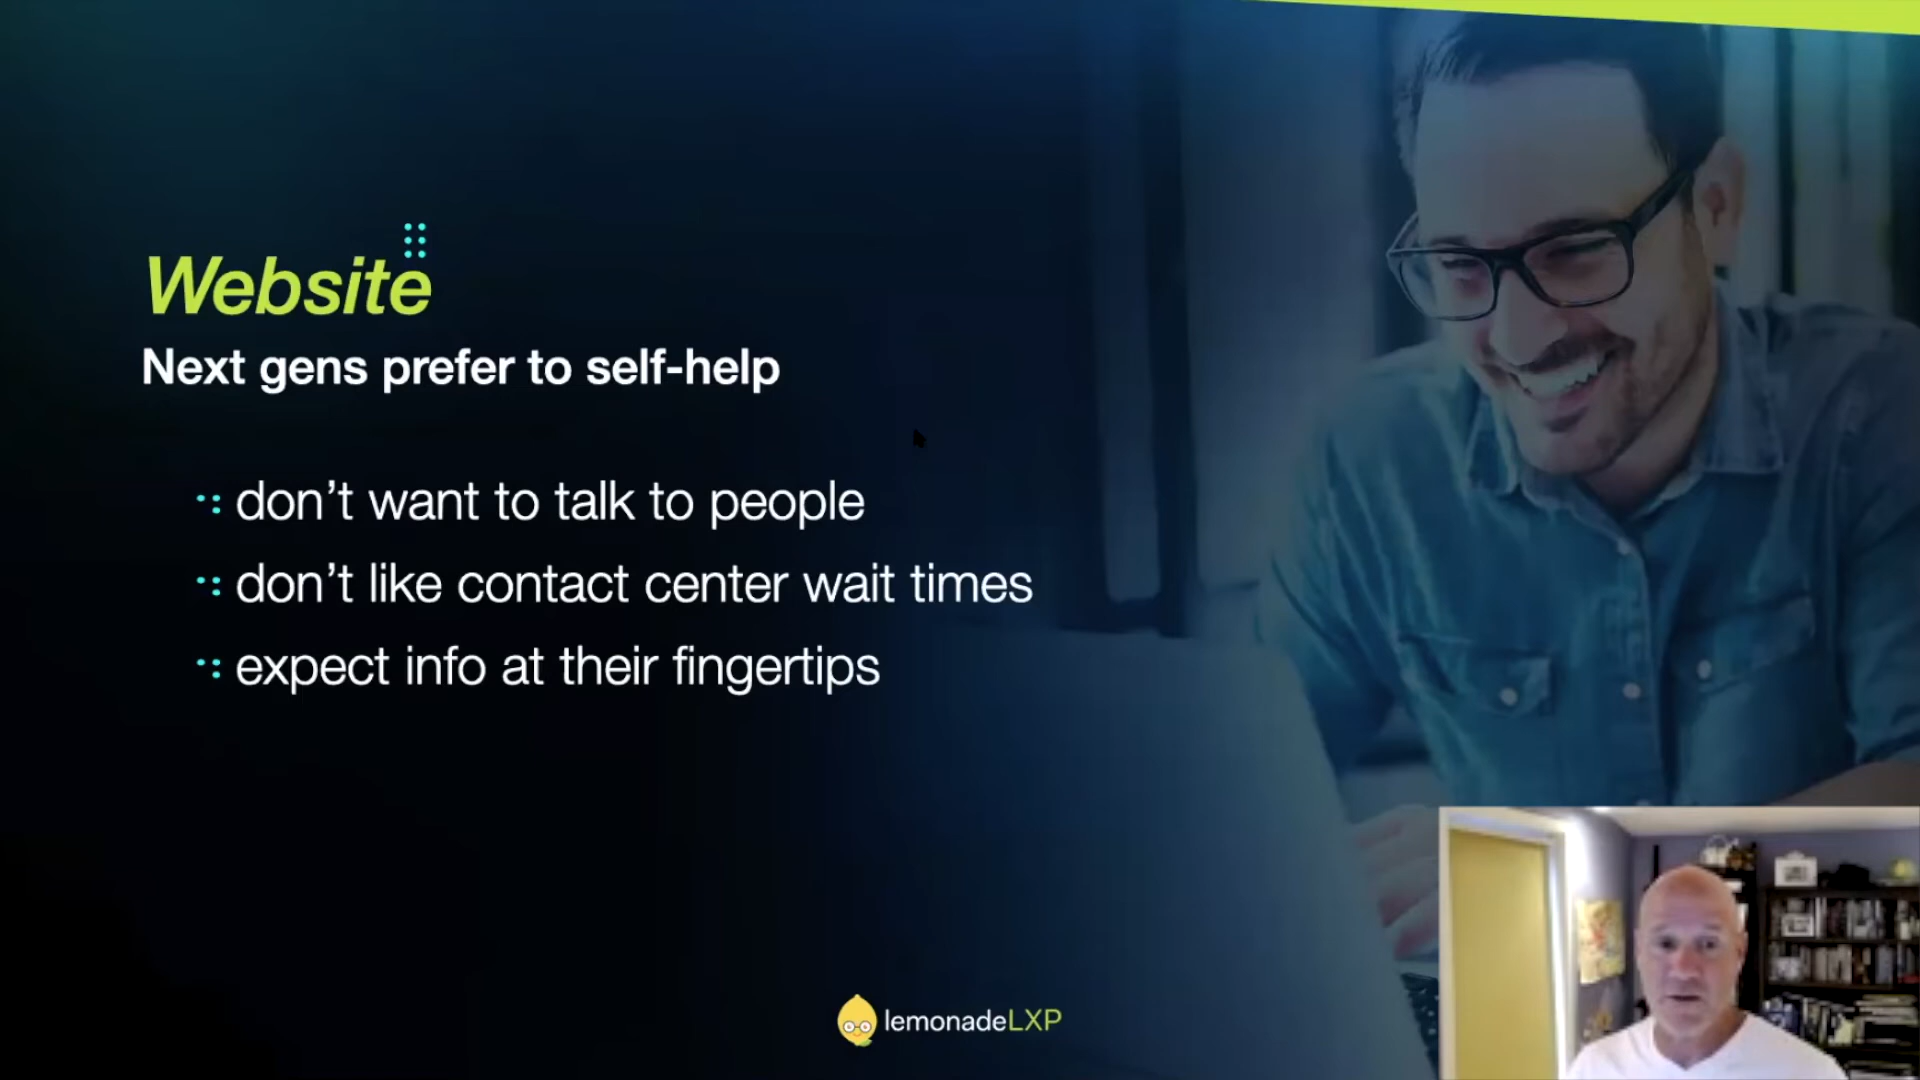 Website
Next gens prefer to self-help
don’t want to talk to people
don’t like contact center wait times
expect info at their fingertips
lemonadeLXP